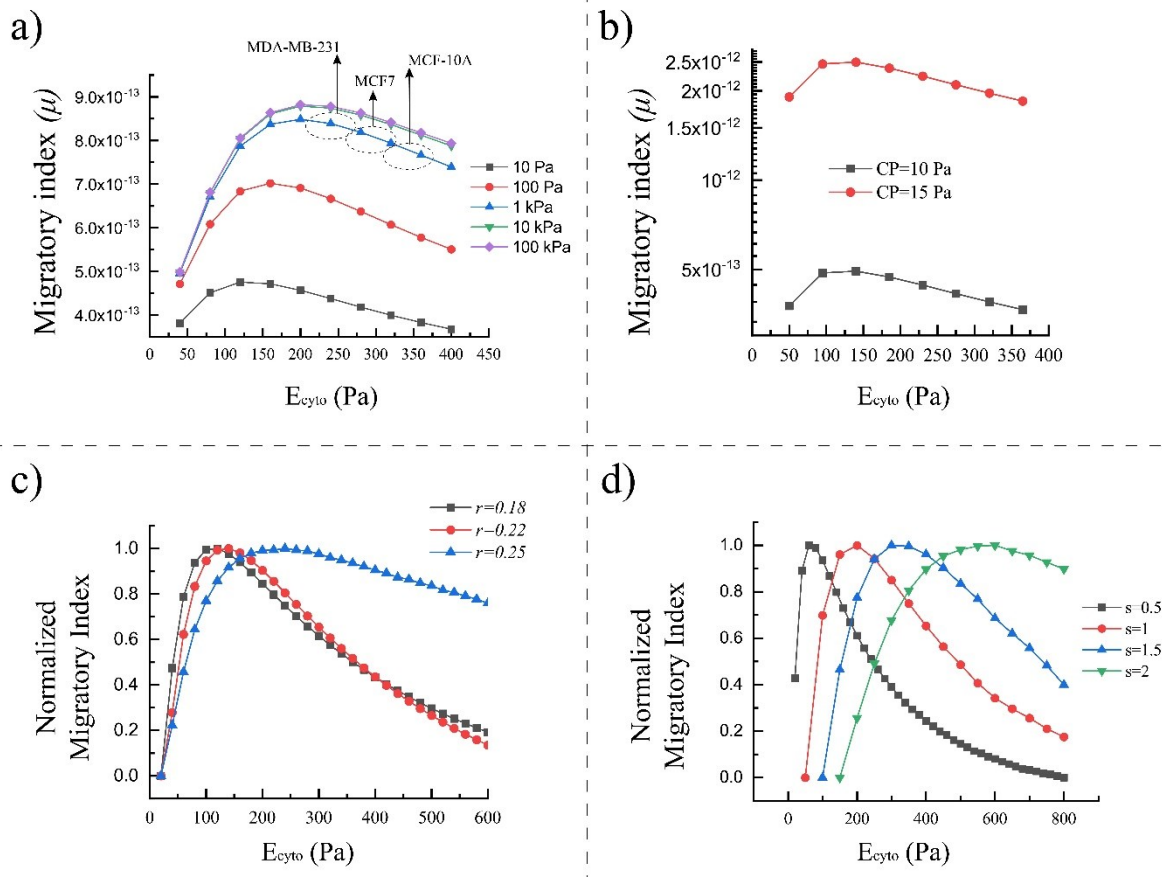 a)
MDA-MB-231
MCF-10A
MCF7
9.0x10⁻¹³
8.0x10⁻¹³
7.0x10⁻¹³
6.0x10⁻¹³
5.0x10⁻¹³
4.0x10⁻¹³
Migratory index (μ)
10 Pa
100 Pa
1 kPa
10 kPa
100 kPa
0 50 100 150 200 250 300 350 400 450
Ecyto (Pa)
b)
2.5x10⁻¹²
2x10⁻¹²
1.5x10⁻¹²
10⁻¹²
5x10⁻¹³
Migratory index (μ)
CP=10 Pa
CP=15 Pa
0 50 100 150 200 250 300 350 400
Ecyto (Pa)
c)
r=0.18
r=0.22
r=0.25
1.0
0.8
0.6
0.4
0.2
0.0
Normalized
Migratory Index
0 100 200 300 400 500 600
Ecyto (Pa)
d)
1.0
0.8
0.6
0.4
0.2
0.0
Normalized
Migratory Index
s=0.5
s=1
s=1.5
s=2
0 200 400 600 800
Ecyto (Pa)